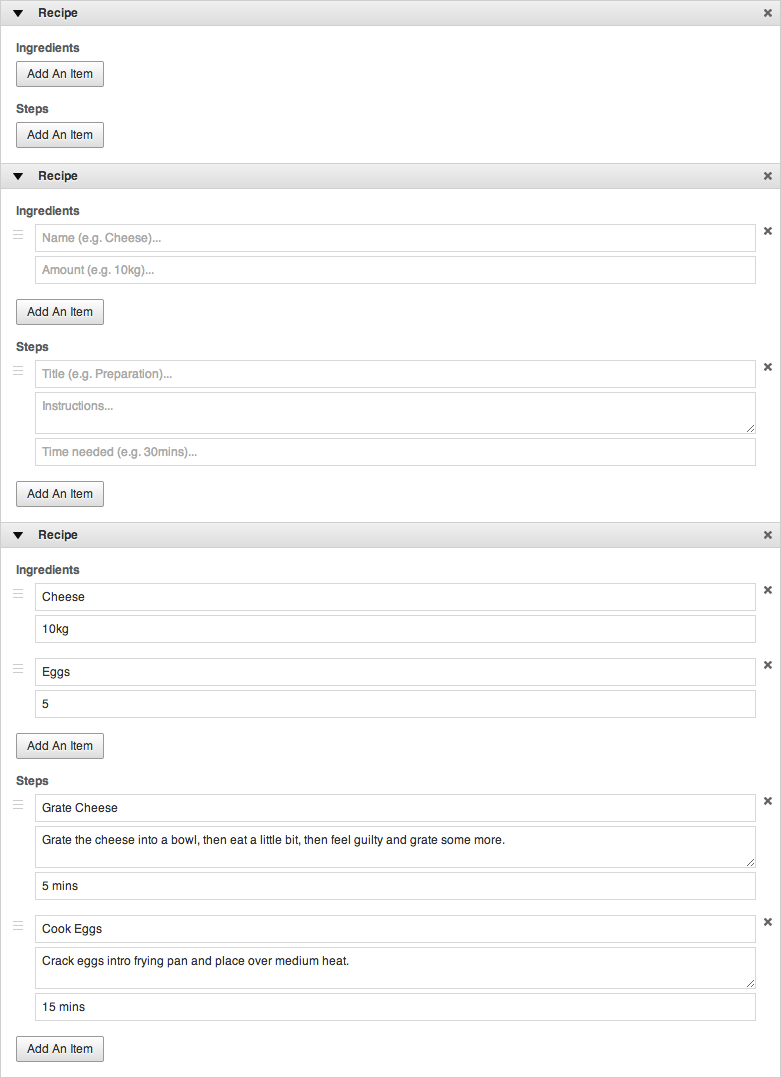 Recipe
Ingredients
Add An Item
Steps
Add An Item
Recipe
Ingredients
Name (e.g. Cheese)...
Amount (e.g. 10kg)...
Add An Item
Steps
Title (e.g. Preparation)...
Instructions...
Time needed (e.g. 30mins)...
Add An Item
Recipe
Ingredients
Cheese
10kg
Eggs
5
Add An Item
Steps
Grate Cheese
Grate the cheese into a bowl, then eat a little bit, then feel guilty and grate some more.
5 mins
Cook Eggs
Crack eggs intro frying pan and place over medium heat.
15 mins
Add An Item